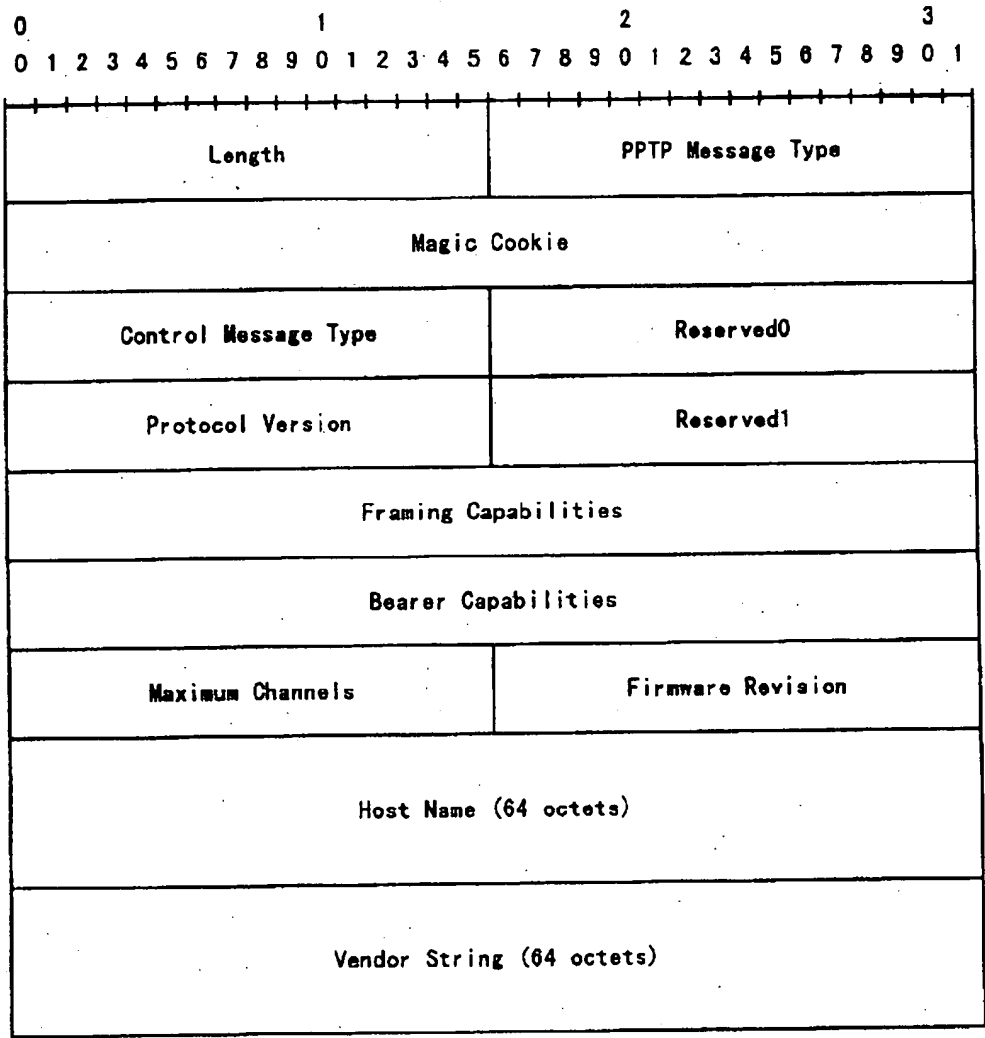 0 1 2 3
0 1 2 3 4 5 6 7 8 9 0 1 2 3 4 5 6 7 8 9 0 1 2 3 4 5 6 7 8 9 0 1
Length PPTP Message Type
Magic Cookie
Control Message Type Reserved0
Protocol Version Reserved1
Framing Capabilities
Bearer Capabilities
Maximum Channels Firmware Revision
Host Name (64 octets)
Vendor String (64 octets)